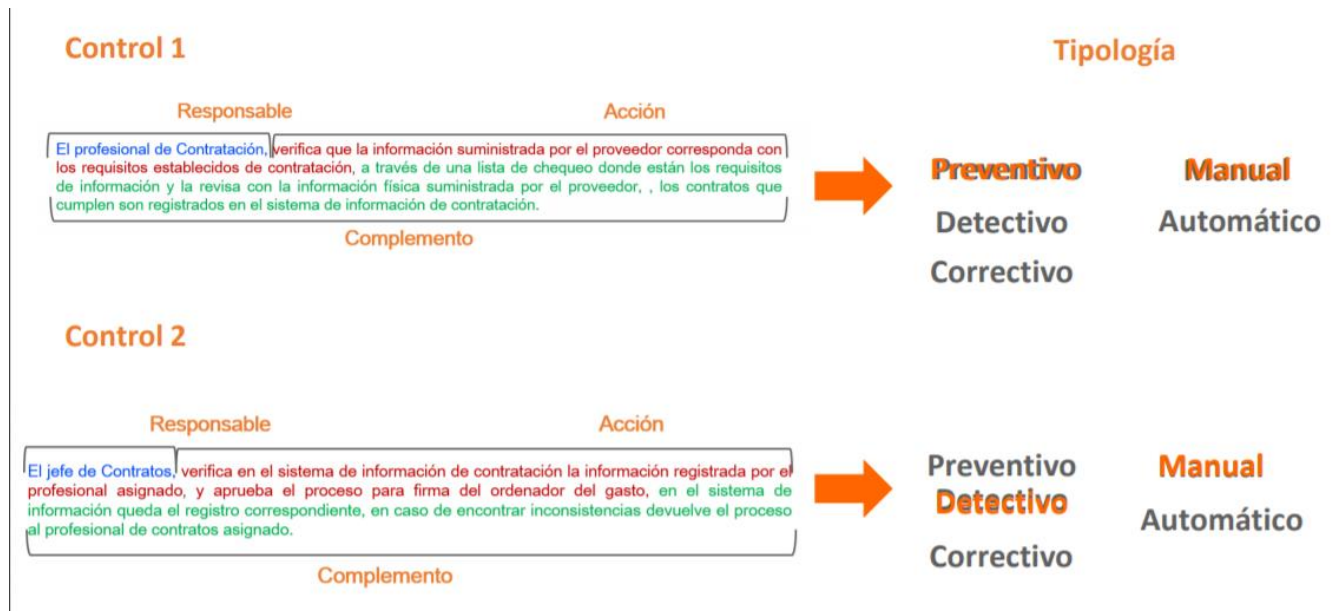 Control 1
Tipología
Responsable
Acción
El profesional de Contratación, verifica que la información suministrada por el proveedor corresponda con
los requisitos establecidos de contratación, a través de una lista de chequeo donde están los requisitos
de información y la revisa con la información física suministrada por el proveedor, , los contratos que
cumplen son registrados en el sistema de información de contratación.
Complemento
Preventivo
Manual
Detectivo
Automático
Correctivo
Control 2
Responsable
Acción
El jefe de Contratos, verifica en el sistema de información de contratación la información registrada por el
profesional asignado, y aprueba el proceso para firma del ordenador del gasto, en el sistema de
información queda el registro correspondiente, en caso de encontrar inconsistencias devuelve el proceso
al profesional de contratos asignado.
Complemento
Preventivo
Manual
Detectivo
Automático
Correctivo